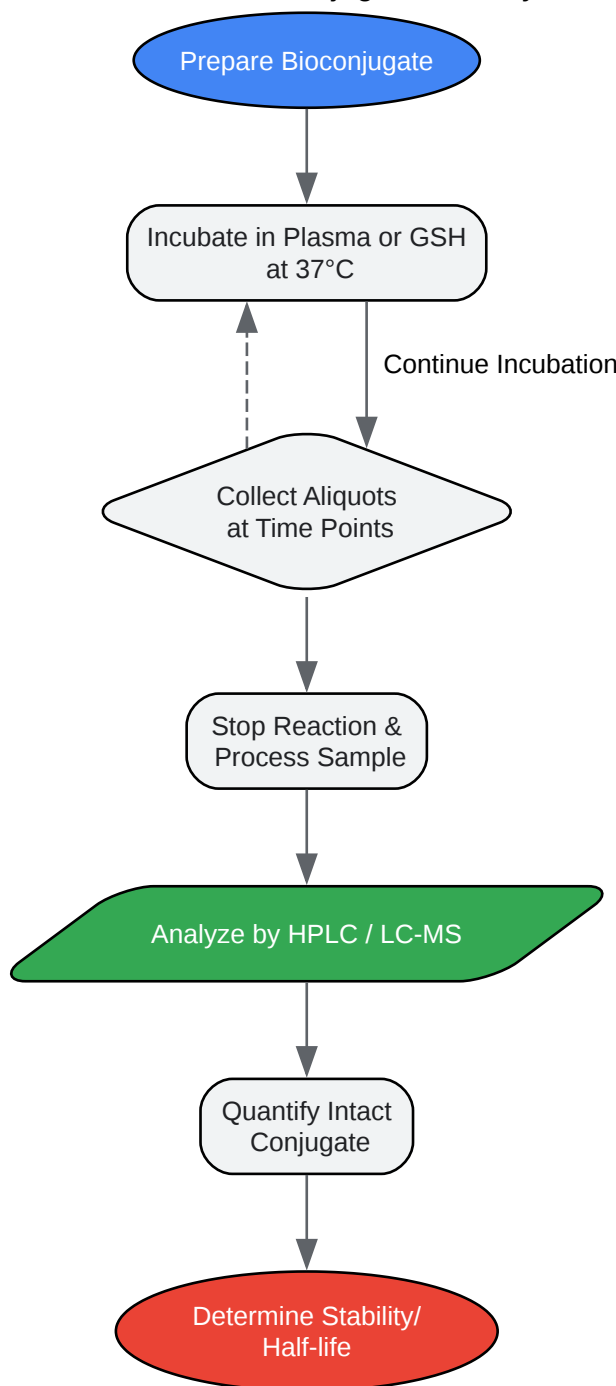 Prepare Bioconjugate
Incubate in Plasma or GSH
at 37°C
Continue Incubation
Collect Aliquots
at Time Points
Stop Reaction &
Process Sample
Analyze by HPLC / LC-MS
Quantify Intact
Conjugate
Determine Stability/
Half-life